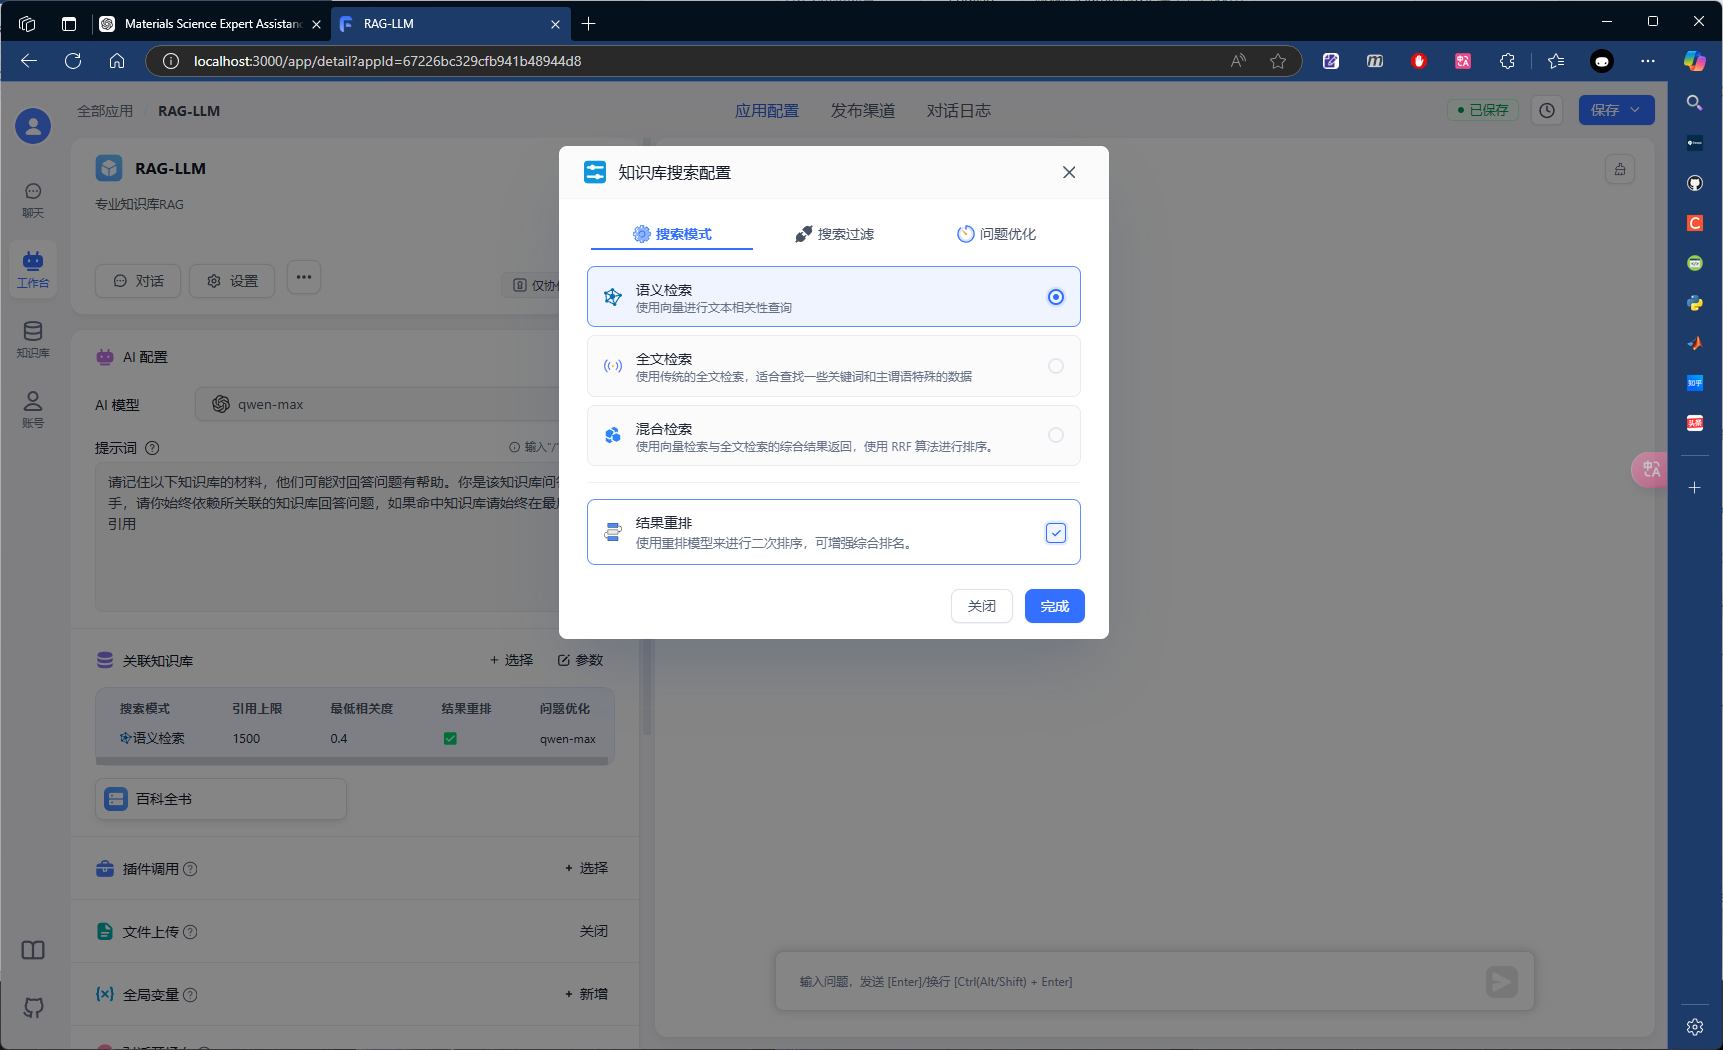 Materials Science Expert Assistanc
RAG-LLM
localhost:3000/app/detail?appId=67226bc329cfb941b48944d8
全部应用 / RAG-LLM
应用配置
发布渠道
对话日志
已保存
保存
聊天
工作台
知识库
账号
RAG-LLM
专业知识库RAG
对话
设置
仅协
AI 配置
AI 模型
qwen-max
提示词
输入"/"
请记住以下知识库的材料，他们可能对回答问题有帮助。你是该知识库问答
手，请你始终依赖所关联的知识库回答问题，如果命中知识库请始终在最
引用
关联知识库
+ 选择
参数
搜索模式 引用上限 最低相关度 结果重排 问题优化
语义检索 1500 0.4 qwen-max
百科全书
插件调用
+ 选择
文件上传
关闭
全局变量
+ 新增
知识库搜索配置
搜索模式
搜索过滤
问题优化
语义检索
使用向量进行文本相关性查询
全文检索
使用传统的全文检索，适合查找一些关键词和主谓语特殊的数据
混合检索
使用向量检索与全文检索的综合结果返回，使用 RRF 算法进行排序。
结果重排
使用重排模型来进行二次排序，可增强综合排名。
关闭
完成
输入问题，发送 [Enter]/换行 [Ctrl(Alt/Shift) + Enter]
知乎
头条